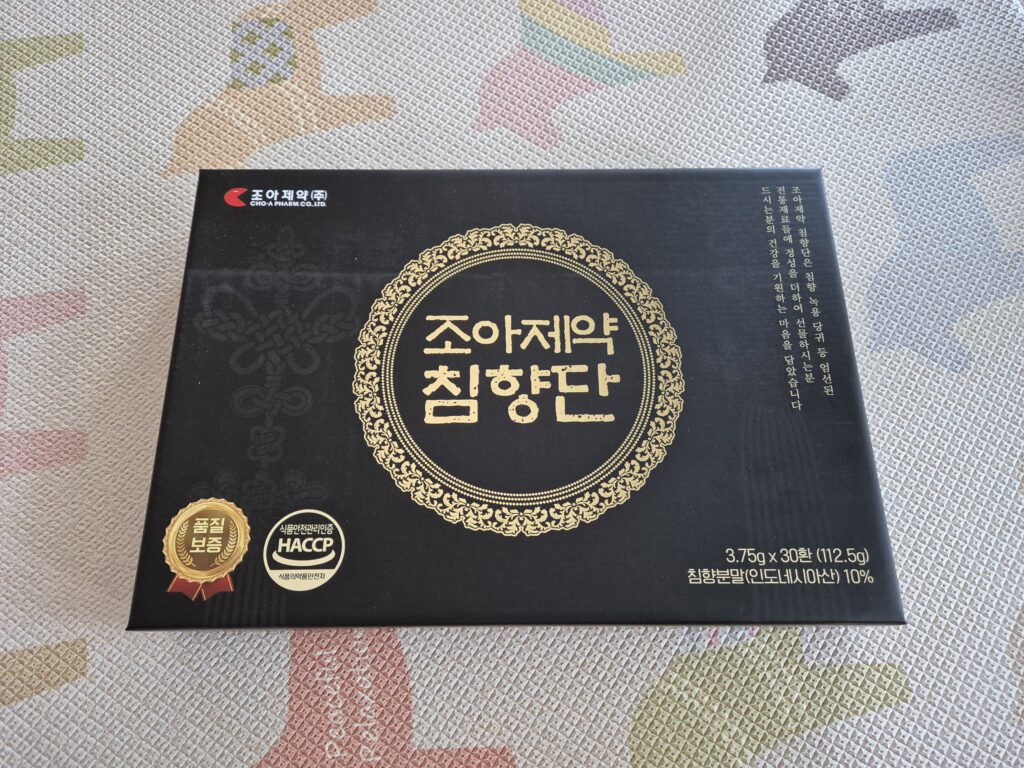 조아제약(주)
CHO-A PHARM.CO.,LTD.
조아제약
침향단
조아제약 침향단은 침향 녹용 당귀 등 엄선된
전통재료들에 정성을 더하여 선물하시는분
드시는분의 건강을 기원하는 마음을 담았습니다
품질
보증
식품안전관리인증
HACCP
식품의약품안전처
3.75g x 30환 (112.5g)
침향분말(인도네시아산) 10%